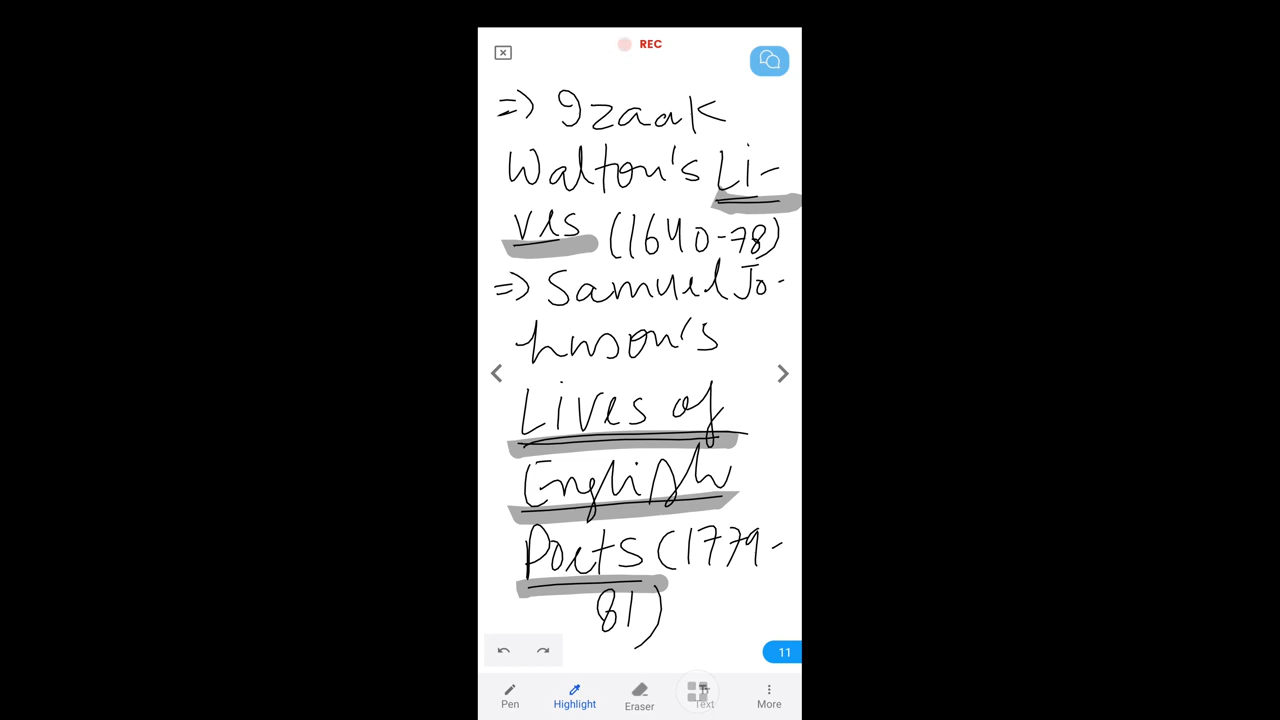 REC
=> Izaak
Walton's Li-
ves (1640-78)
=> Samuel Jo-
hnson's
Lives of
English
Poets (1779-
81)
11
Pen Highlight Eraser Text More